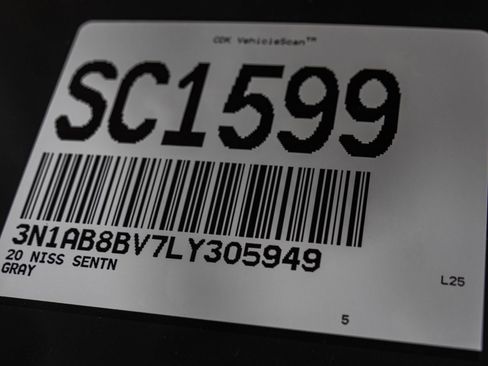 CDK VehicleScan™
SC1599
3N1AB8BV7LY305949
20 NISS SENTN
GRAY
L25
5